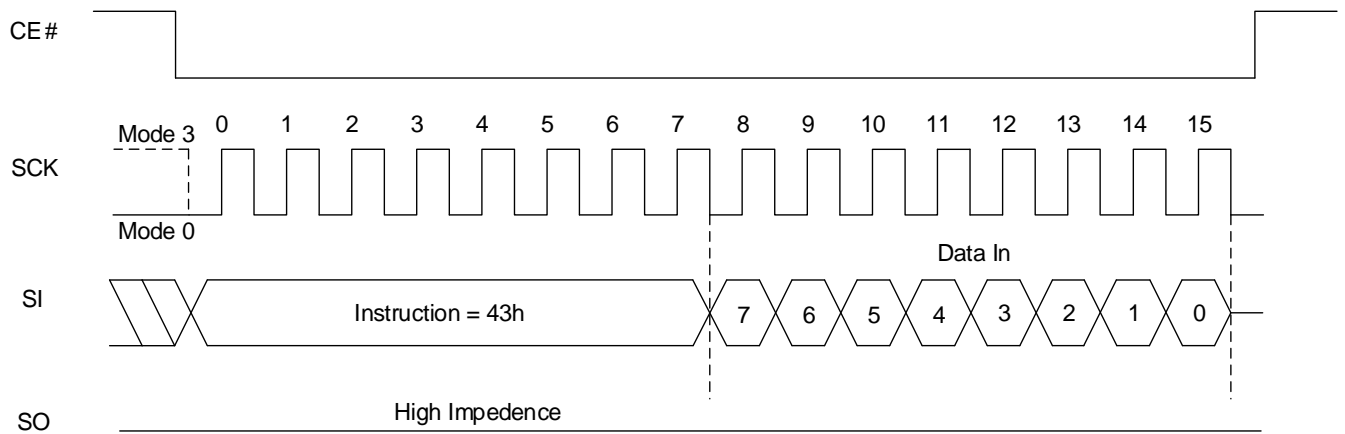 CE#
Mode 3 0 1 2 3 4 5 6 7 8 9 10 11 12 13 14 15
SCK
Mode 0
Data In
SI Instruction = 43h 7 6 5 4 3 2 1 0
High Impedence
SO